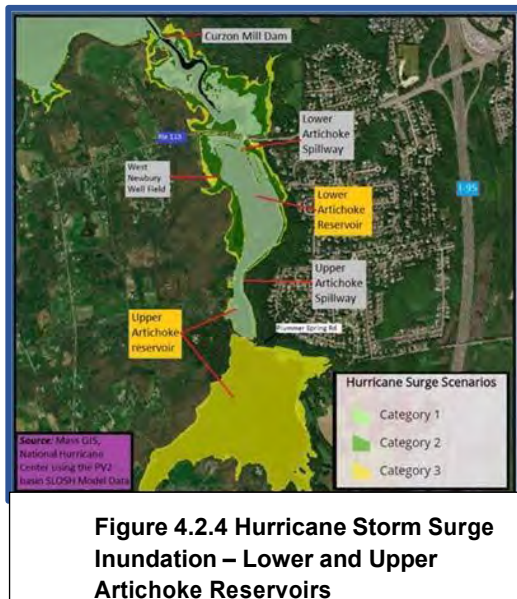 Curzon Mill Dam
Rte 113
Lower
Artichoke
Spillway
West
Newbury
Well Field
Lower
Artichoke
Reservoir
I-95
Upper
Artichoke
Spillway
Upper
Artichoke
reservoir
Plummer Spring Rd
Hurricane Surge Scenarios
Category 1
Category 2
Category 3
Source: Mass GIS,
National Hurricane
Center using the PV2
basin SLOSH Model Data
Figure 4.2.4 Hurricane Storm Surge
Inundation – Lower and Upper
Artichoke Reservoirs